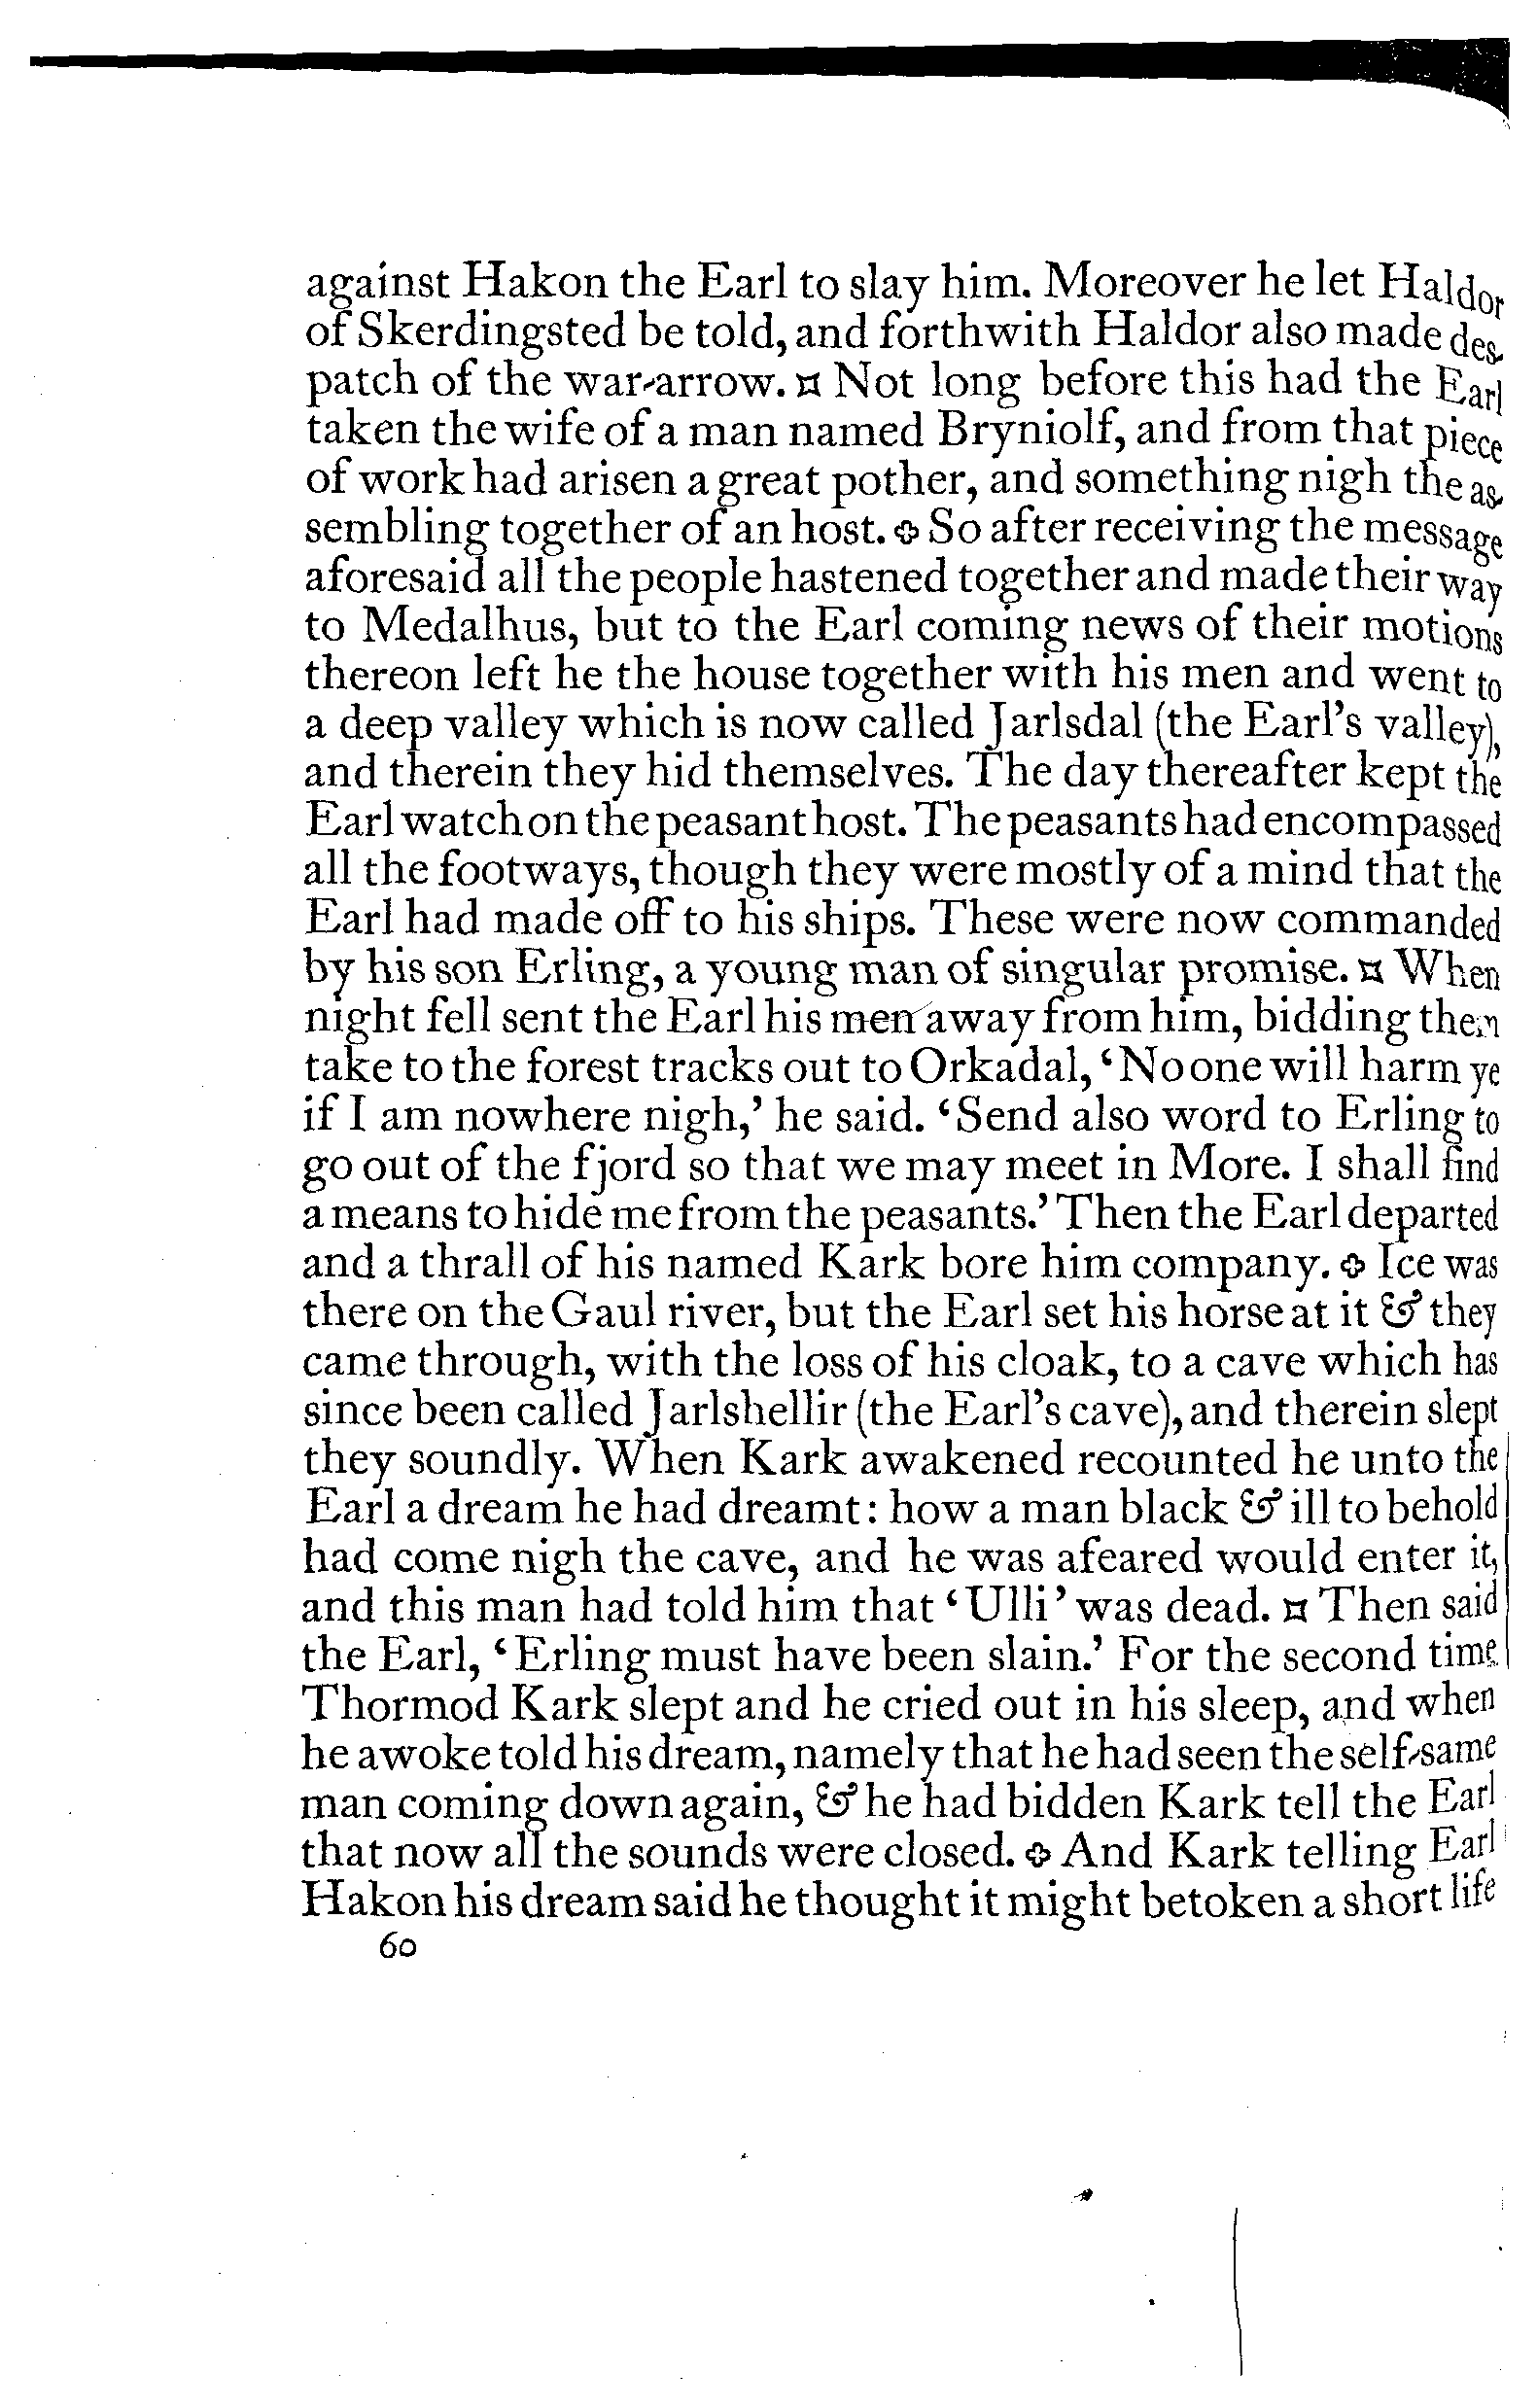 against Hakon the Earl to slay him. Moreover he let Haldor
of Skerdingsted be told, and forthwith Haldor also made des-
patch of the war-arrow. ¤ Not long before this had the Earl
taken the wife of a man named Bryniolf, and from that piece
of work had arisen a great pother, and something nigh the as-
sembling together of an host. ✥ So after receiving the message
aforesaid all the people hastened together and made their way
to Medalhus, but to the Earl coming news of their motions
thereon left he the house together with his men and went to
a deep valley which is now called Jarlsdal (the Earl's valley),
and therein they hid themselves. The day thereafter kept the
Earl watch on the peasant host. The peasants had encompassed
all the footways, though they were mostly of a mind that the
Earl had made off to his ships. These were now commanded
by his son Erling, a young man of singular promise. ¤ When
night fell sent the Earl his men away from him, bidding them
take to the forest tracks out to Orkadal, 'No one will harm ye
if I am nowhere nigh,' he said. 'Send also word to Erling to
go out of the fjord so that we may meet in More. I shall find
a means to hide me from the peasants.' Then the Earl departed
and a thrall of his named Kark bore him company. ✥ Ice was
there on the Gaul river, but the Earl set his horse at it & they
came through, with the loss of his cloak, to a cave which has
since been called Jarlshellir (the Earl's cave), and therein slept
they soundly. When Kark awakened recounted he unto the
Earl a dream he had dreamt: how a man black & ill to behold
had come nigh the cave, and he was afeared would enter it,
and this man had told him that 'Ulli' was dead. ¤ Then said
the Earl, 'Erling must have been slain.' For the second time
Thormod Kark slept and he cried out in his sleep, and when
he awoke told his dream, namely that he had seen the self-same
man coming down again, & he had bidden Kark tell the Earl
that now all the sounds were closed. ✥ And Kark telling Earl
Hakon his dream said he thought it might betoken a short life
60